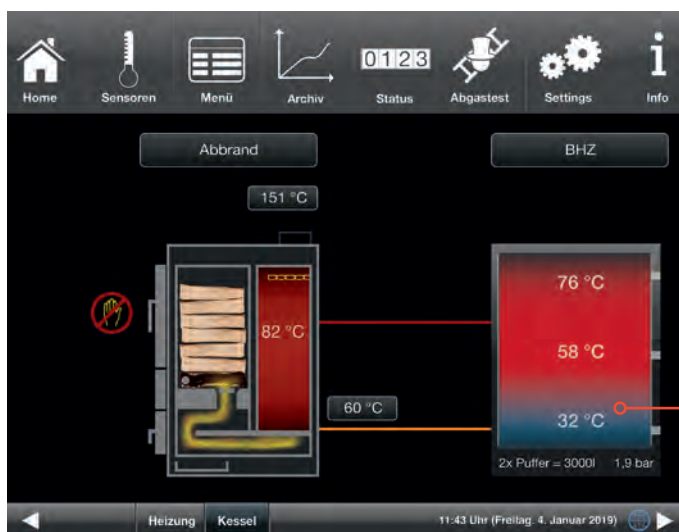 0123
Home Sensoren Menü Archiv Status Abgastest Settings Info
Abbrand BHZ
151 °C
76 °C
82 °C
58 °C
60 °C
32 °C
2x Puffer = 3000l 1,9 bar
Heizung Kessel 11:43 Uhr (Freitag, 4. Januar 2019)